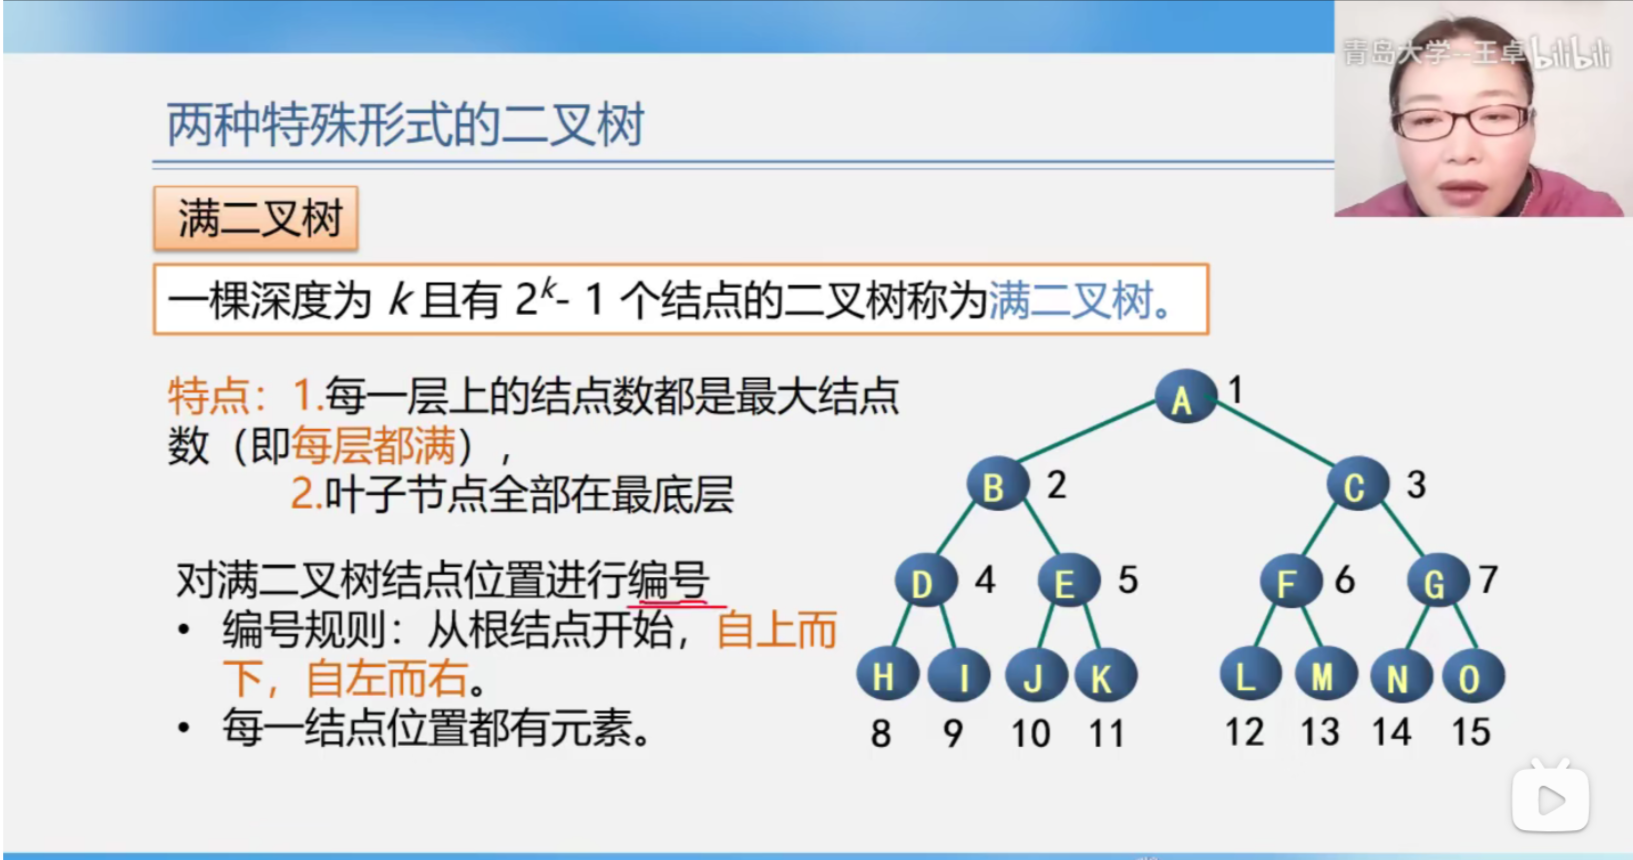 青岛大学--王卓 bilibili
两种特殊形式的二叉树
满二叉树
一棵深度为 k 且有 2ᵏ- 1 个结点的二叉树称为满二叉树。
特点：1.每一层上的结点数都是最大结点
数（即每层都满），
2.叶子节点全部在最底层
对满二叉树结点位置进行编号
• 编号规则：从根结点开始，自上而
下，自左而右。
• 每一结点位置都有元素。
A 1
B 2 C 3
D 4 E 5 F 6 G 7
H I J K L M N O
8 9 10 11 12 13 14 15